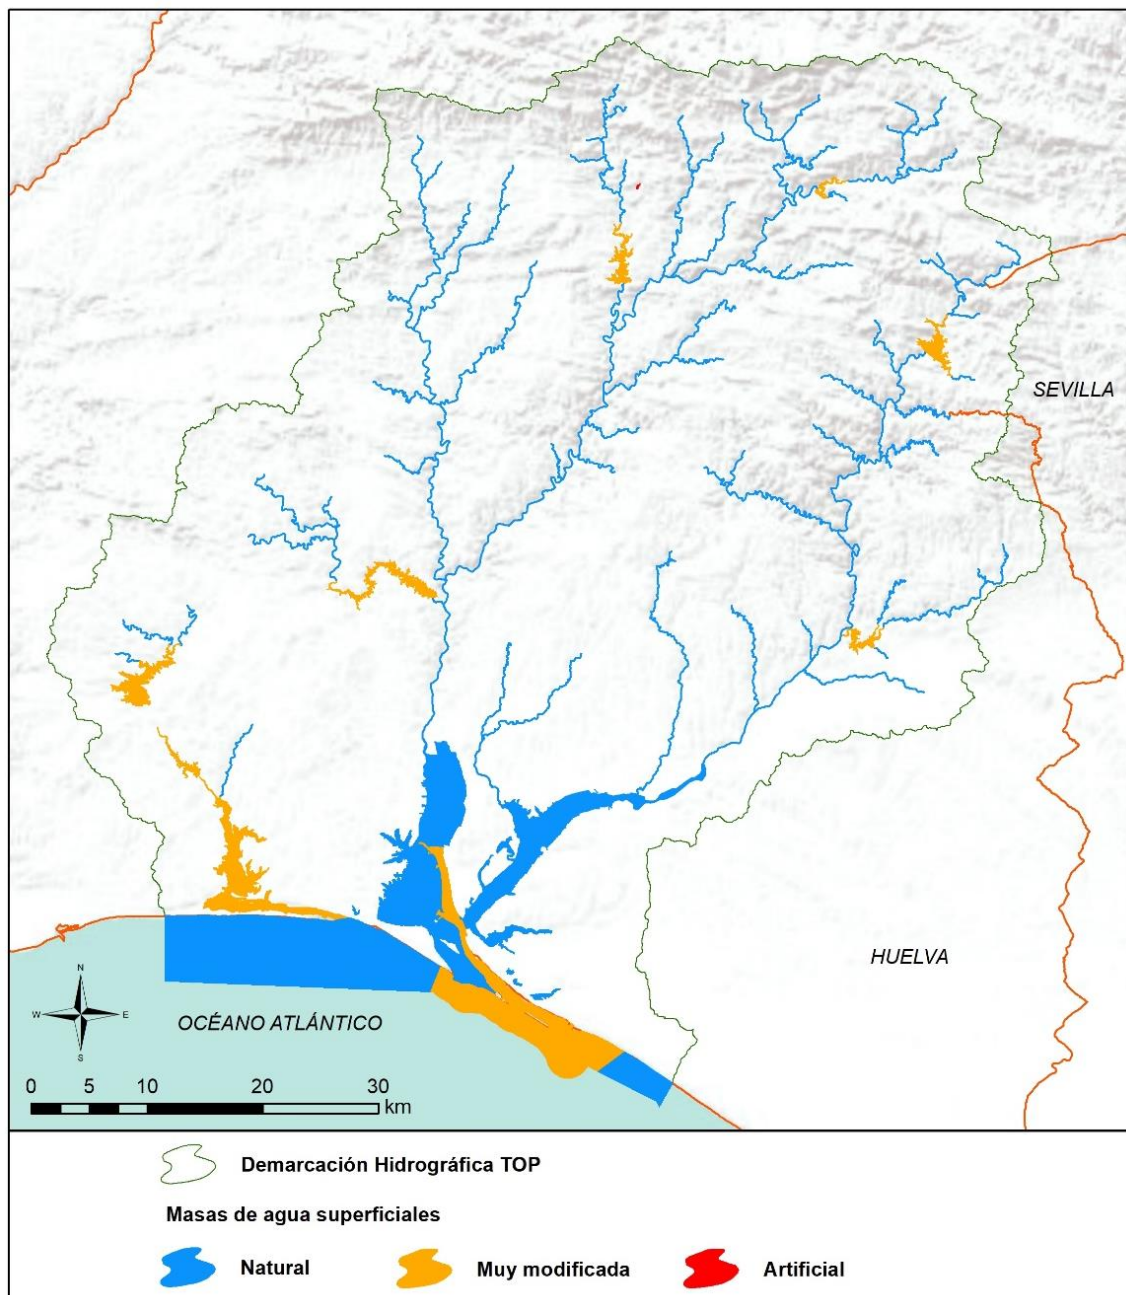 SEVILLA
HUELVA
OCÉANO ATLÁNTICO
N
W E
S
0 5 10 20 30
km
Demarcación Hidrográfica TOP
Masas de agua superficiales
Natural Muy modificada Artificial